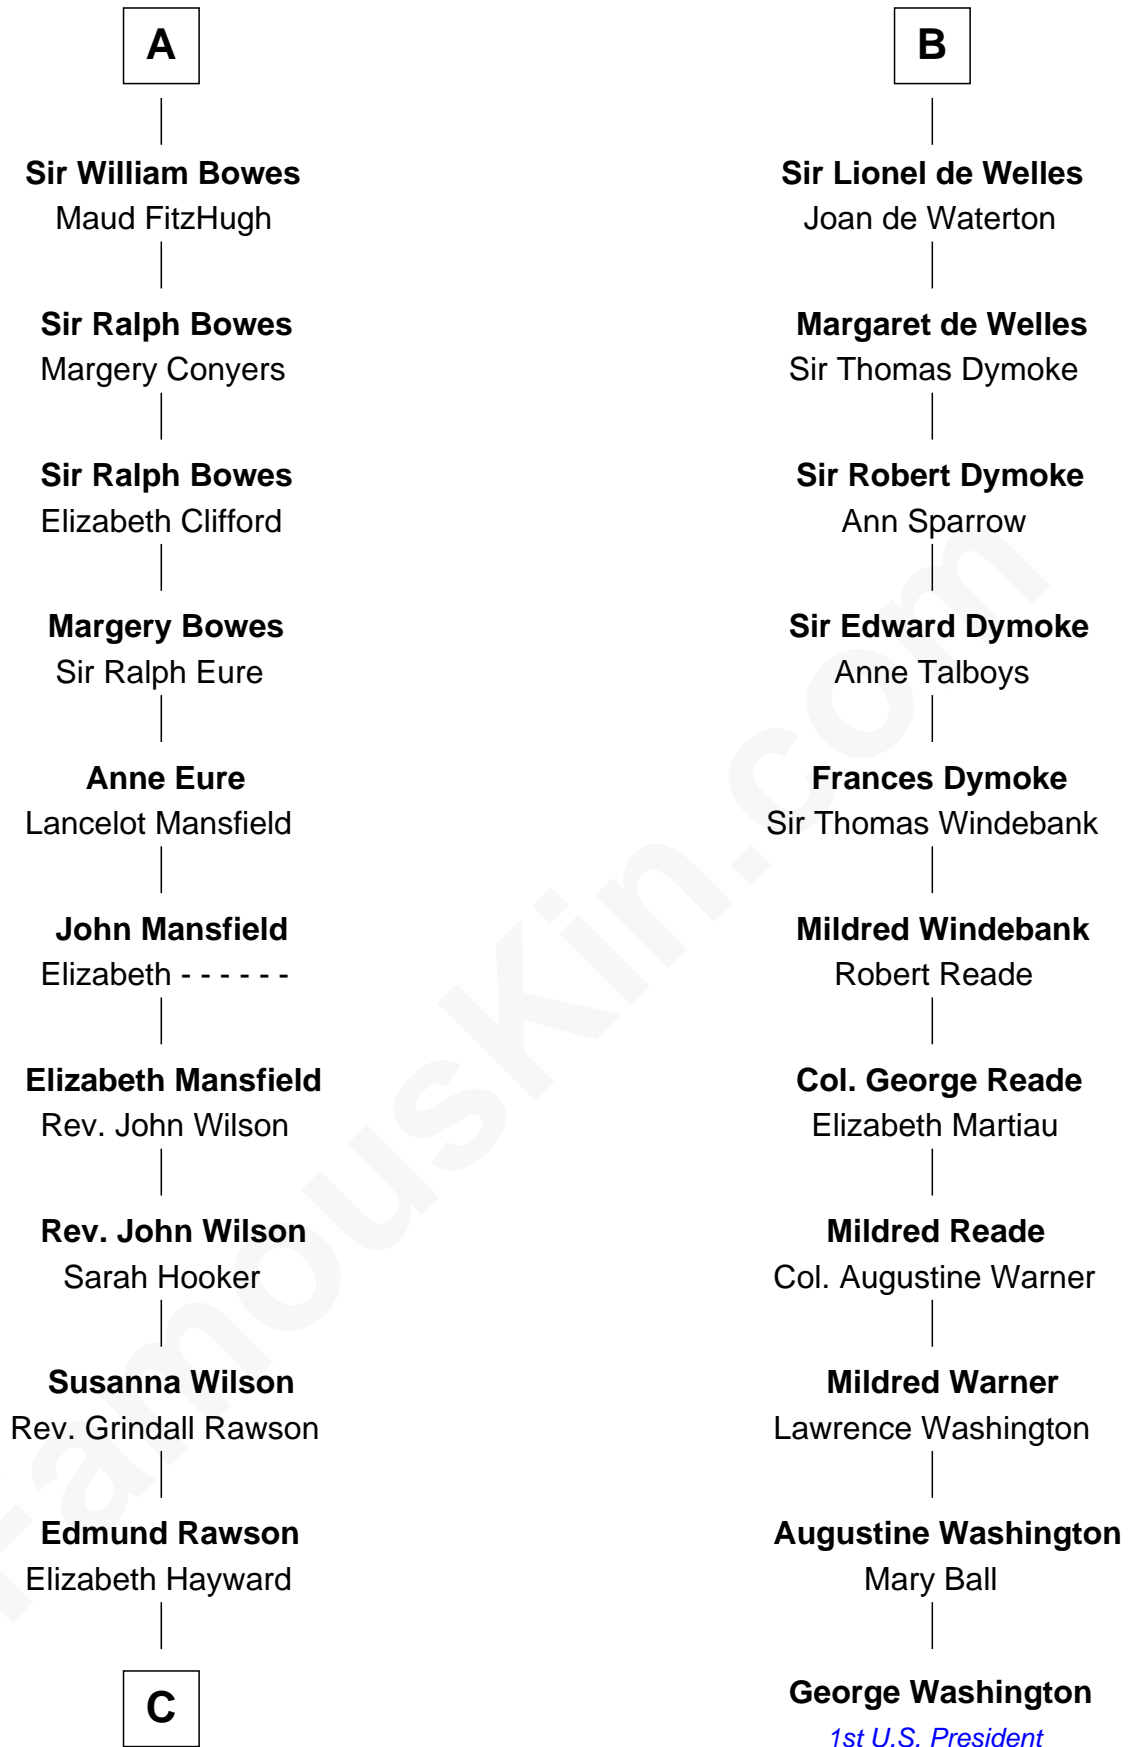 A
Sir William Bowes
Maud FitzHugh
Sir Ralph Bowes
Margery Conyers
Sir Ralph Bowes
Elizabeth Clifford
Margery Bowes
Sir Ralph Eure
Anne Eure
Lancelot Mansfield
John Mansfield
Elizabeth - - - - - -
Elizabeth Mansfield
Rev. John Wilson
Rev. John Wilson
Sarah Hooker
Susanna Wilson
Rev. Grindall Rawson
Edmund Rawson
Elizabeth Hayward
C
B
Sir Lionel de Welles
Joan de Waterton
Margaret de Welles
Sir Thomas Dymoke
Sir Robert Dymoke
Ann Sparrow
Sir Edward Dymoke
Anne Talboys
Frances Dymoke
Sir Thomas Windebank
Mildred Windebank
Robert Reade
Col. George Reade
Elizabeth Martiau
Mildred Reade
Col. Augustine Warner
Mildred Warner
Lawrence Washington
Augustine Washington
Mary Ball
George Washington
1st U.S. President
FamousKin.com